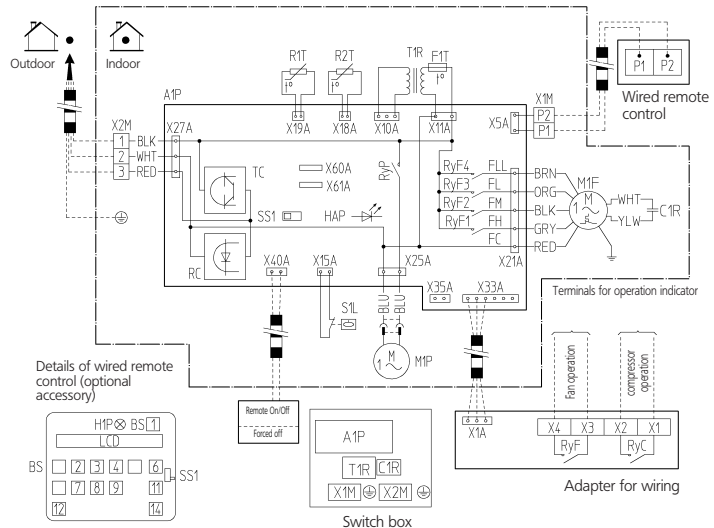 Outdoor
Indoor
R1T
R2T
T1R
F1T
P1 P2
A1P
X1M
Wired remote
control
X2M
X27A
X19A
X18A
X10A
X11A
X5A
P2
P1
1 BLK
2 WHT
3 RED
TC
X60A
X61A
RyP
RyF4 FLL BRN
RyF3 FL ORG
RyF2 FM BLK
RyF1 FH GRY
FC RED
M1F
M
1
WHT
YLW
C1R
SS1
HAP
RC
X40A
X15A
X25A
X21A
X35A
X33A
Terminals for operation indicator
S1L
BLU
BLU
M
1
M1P
Fan operation
compressor
operation
Details of wired remote
control (optional
accessory)
Remote On/Off
Forced off
H1P BS 1
LCD
BS 2 3 4 6
SS1
7 8 9 11
12 14
A1P
T1R C1R
X1M X2M
Switch box
X1A
X4 X3 X2 X1
RyF RyC
Adapter for wiring